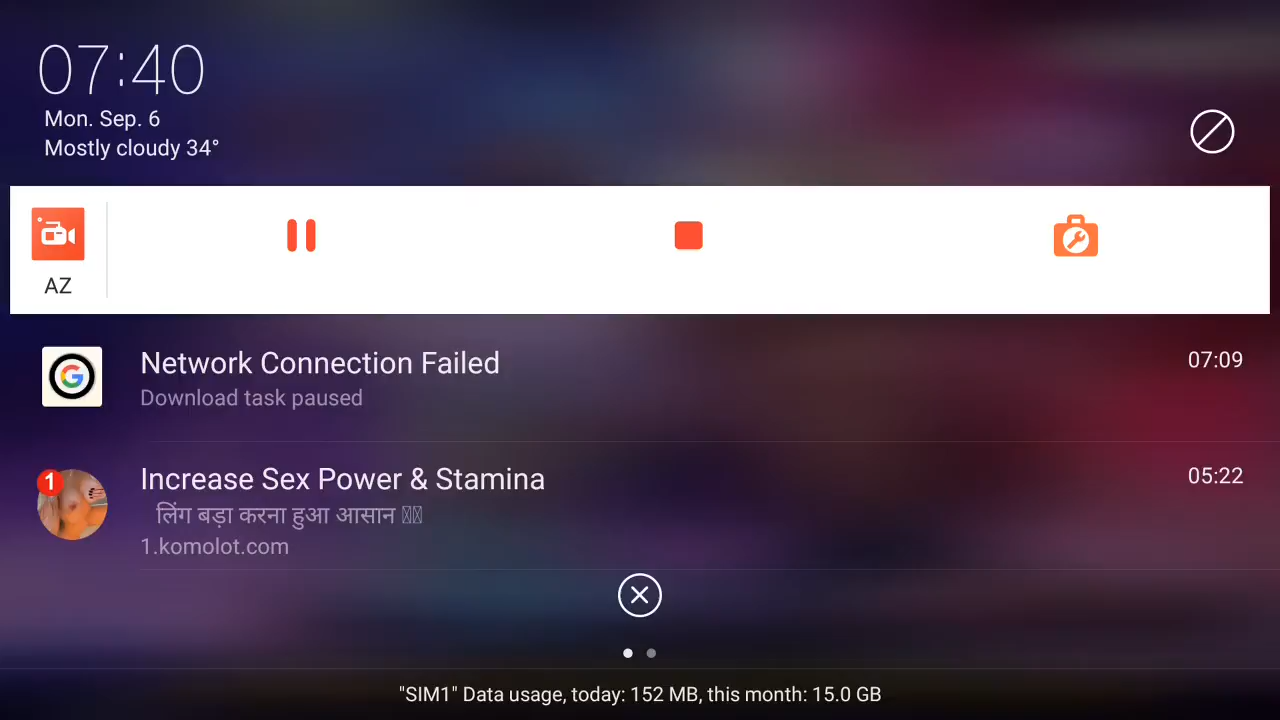 07:40
Mon. Sep. 6
Mostly cloudy 34°
AZ
Network Connection Failed
07:09
Download task paused
1
Increase Sex Power & Stamina
05:22
लिंग बड़ा करना हुआ आसान
1.komolot.com
"SIM1" Data usage, today: 152 MB, this month: 15.0 GB